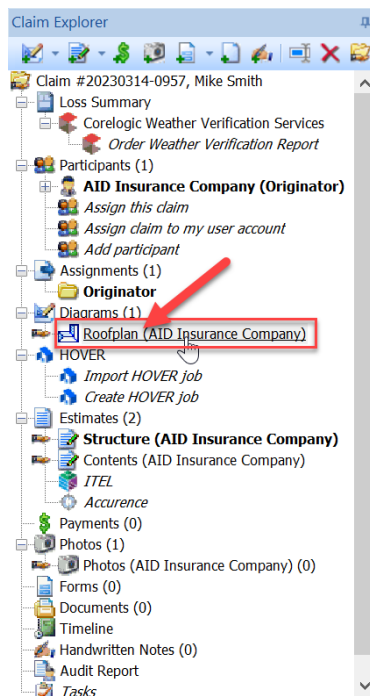 Claim Explorer
Claim #20230314-0957, Mike Smith
Loss Summary
Corelogic Weather Verification Services
Order Weather Verification Report
Participants (1)
AID Insurance Company (Originator)
Assign this claim
Assign claim to my user account
Add participant
Assignments (1)
Originator
Diagrams (1)
Roofplan (AID Insurance Company)
HOVER
Import HOVER job
Create HOVER job
Estimates (2)
Structure (AID Insurance Company)
Contents (AID Insurance Company)
ITEL
Accurence
Payments (0)
Photos (1)
Photos (AID Insurance Company) (0)
Forms (0)
Documents (0)
Timeline
Handwritten Notes (0)
Audit Report
Tasks